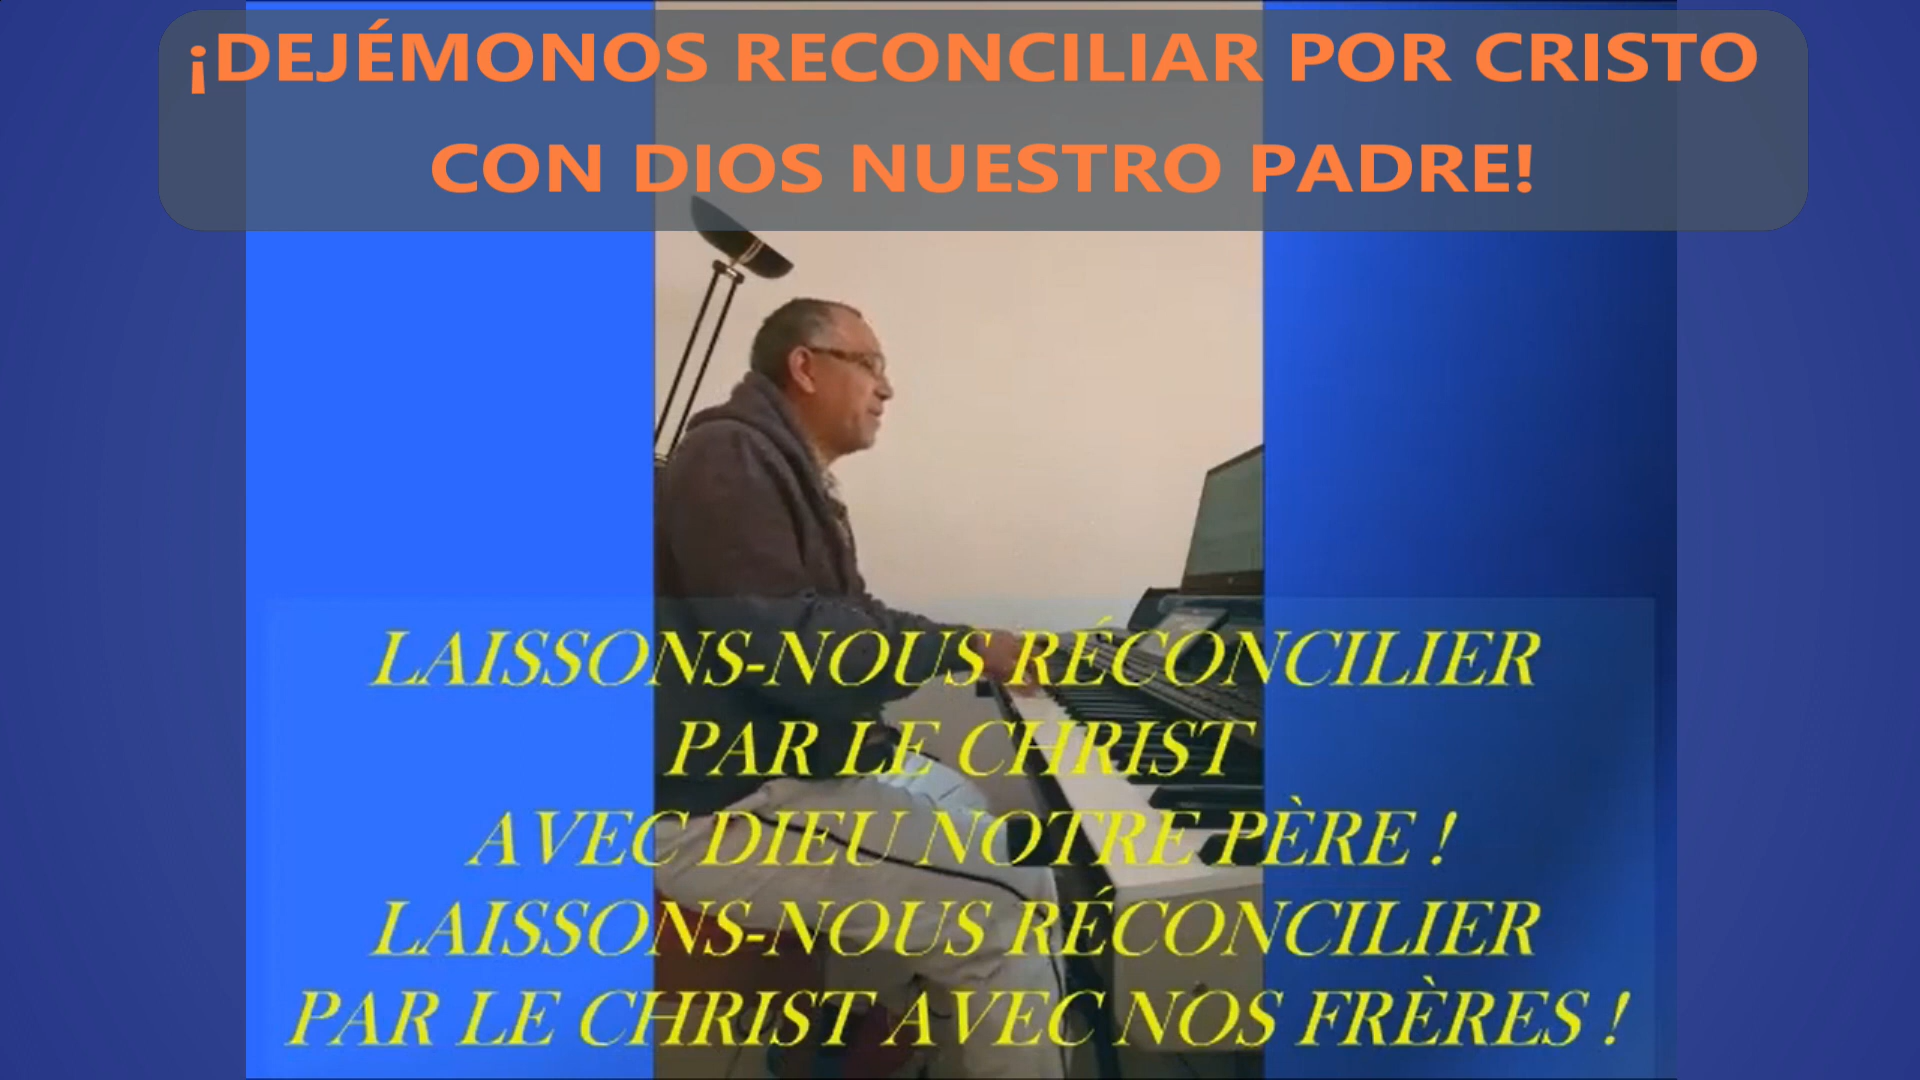 ¡DEJÉMONOS RECONCILIAR POR CRISTO
CON DIOS NUESTRO PADRE!
LAISSONS-NOUS RÉCONCILIER
PAR LE CHRIST
AVEC DIEU NOTRE PÈRE !
LAISSONS-NOUS RÉCONCILIER
PAR LE CHRIST AVEC NOS FRÈRES !